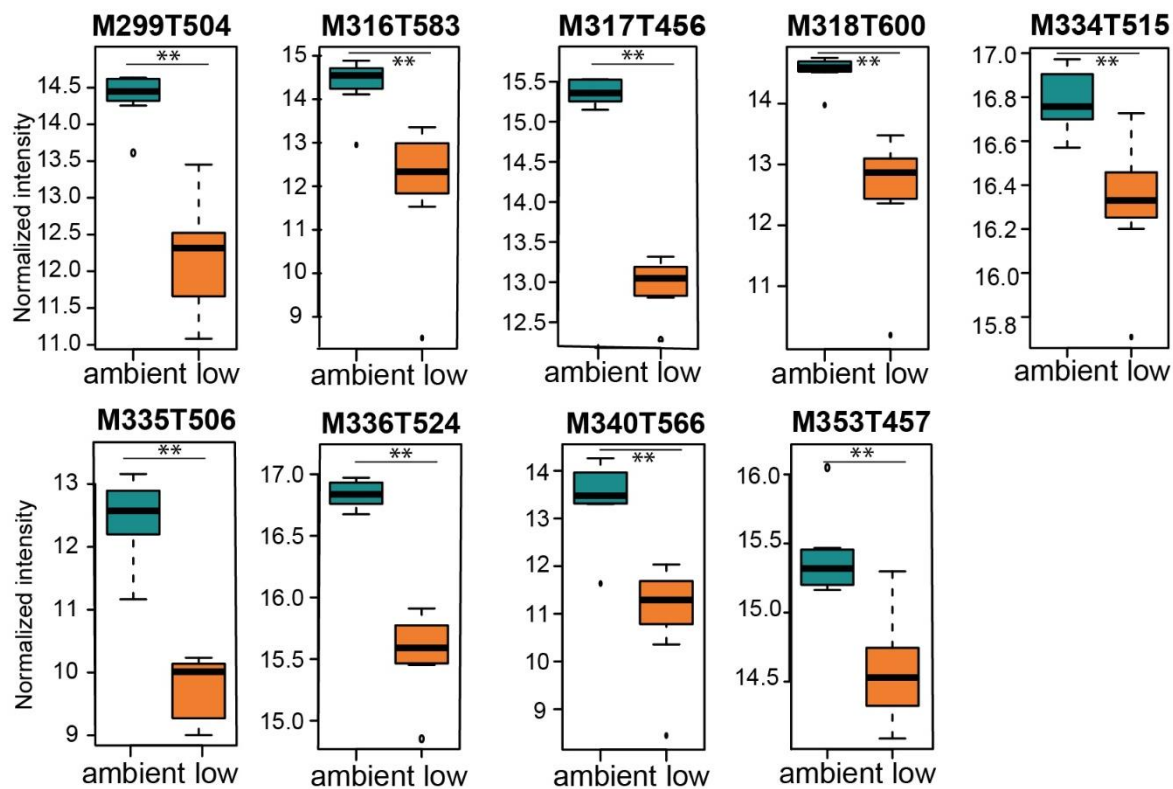 M299T504 M316T583 M317T456 M318T600 M334T515
** ** ** ** **
Normalized intensity
14.5 14.0 13.5 13.0 12.5 12.0 11.5 11.0
15 14 13 12 10 9
15.5 15.0 14.5 14.0 13.5 13.0 12.5
14 13 12 11
17.0 16.8 16.6 16.4 16.2 16.0 15.8
ambient low ambient low ambient low ambient low ambient low
M335T506 M336T524 M340T566 M353T457
** ** ** **
Normalized intensity
13 12 11 10 9
17.0 16.5 16.0 15.5 15.0
14 13 12 11 10 9
16.0 15.5 15.0 14.5
ambient low ambient low ambient low ambient low